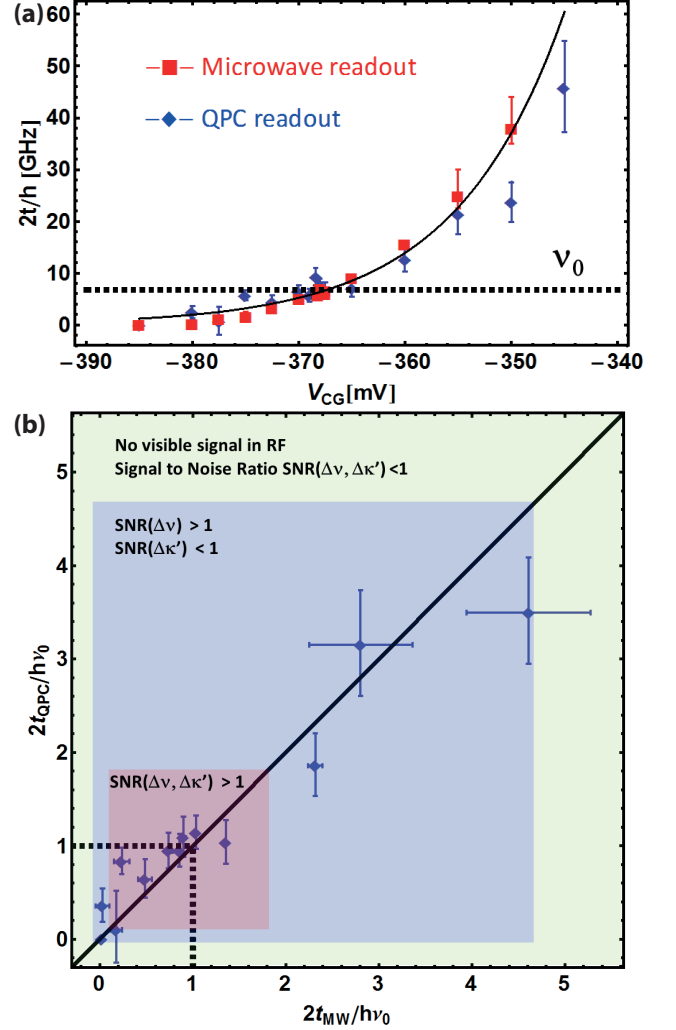 (a)
60
50
40
30
20
10
0
2t/h [GHz]
Microwave readout
QPC readout
ν₀
−390 −380 −370 −360 −350 −340
V_CG[mV]
(b)
No visible signal in RF
Signal to Noise Ratio SNR(Δν, Δκ') <1
SNR(Δν) > 1
SNR(Δκ') < 1
SNR(Δν, Δκ') > 1
5
4
3
2
1
0
2t_QPC/hν₀
0 1 2 3 4 5
2t_MW/hν₀